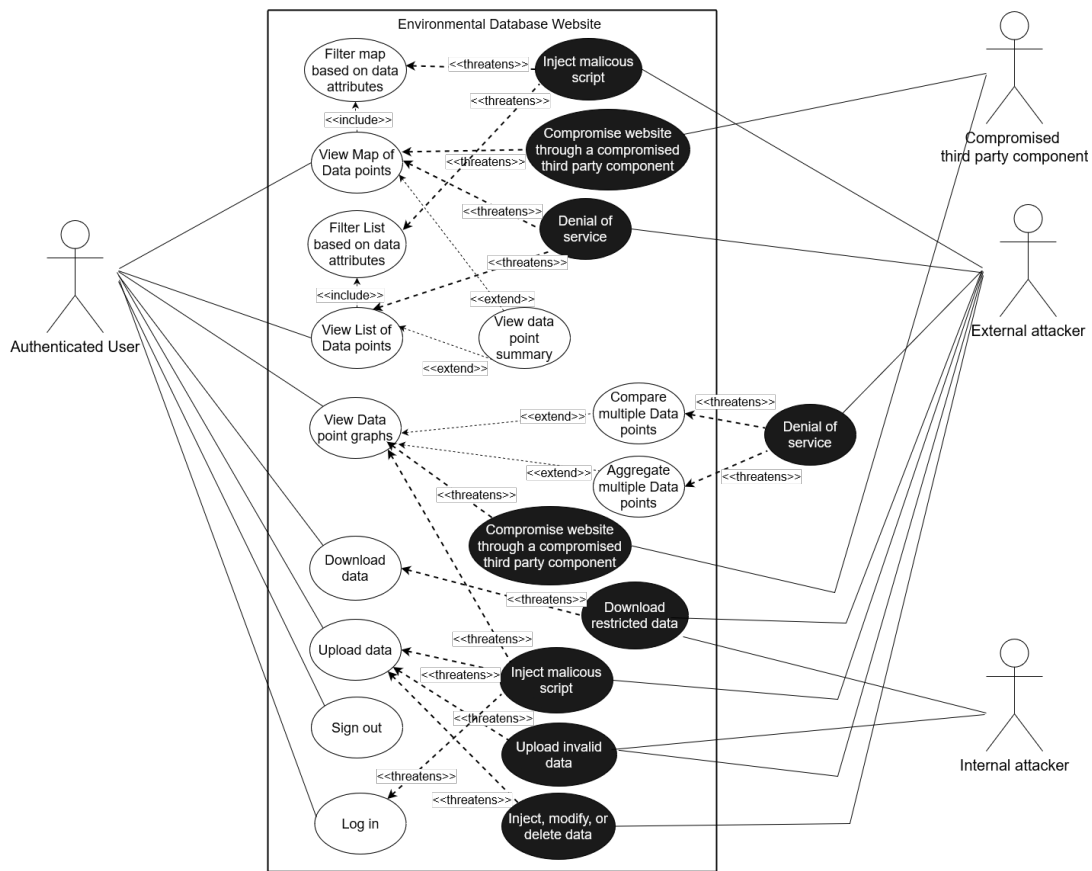 Environmental Database Website
Filter map
based on data
attributes
<<threatens>>
Inject malicous
script
<<threatens>>
<<include>>
Compromise website
through a compromised
third party component
Compromised
third party component
View Map of
Data points
<<threatens>>
<<threatens>>
Denial of
service
Filter List
based on data
attributes
<<threatens>>
<<include>>
<<extend>>
View List of
Data points
View data
point
summary
<<extend>>
Authenticated User
External attacker
Compare
multiple Data
points
<<threatens>>
View Data
point graphs
<<extend>>
Denial of
service
<<extend>>
Aggregate
multiple Data
points
<<threatens>>
<<threatens>>
Compromise website
through a compromised
third party component
Download
data
<<threatens>>
Download
restricted data
Upload data
<<threatens>>
<<threatens>>
Inject malicous
script
<<threatens>>
Sign out
Upload invalid
data
Internal attacker
<<threatens>>
<<threatens>>
Log in
Inject, modify, or
delete data